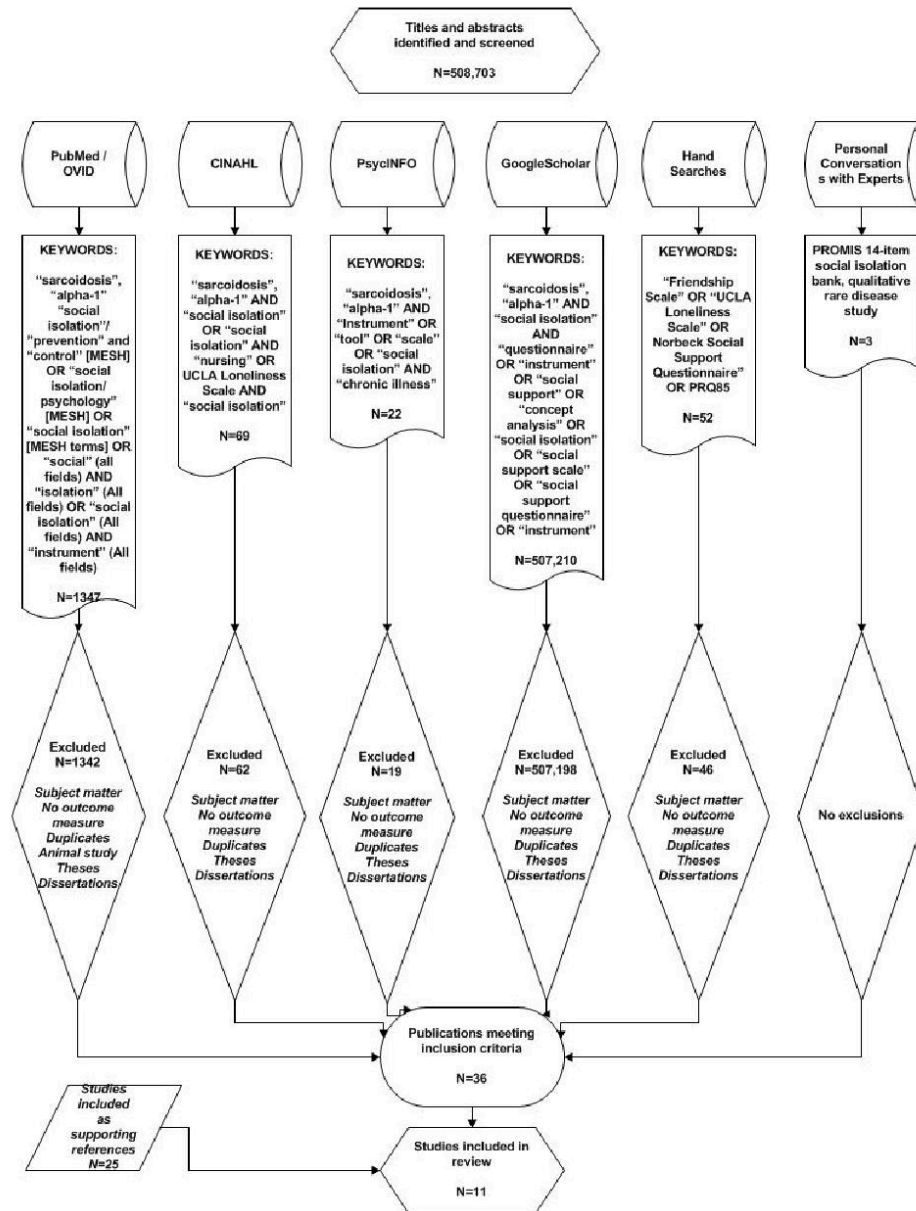 Titles and abstracts
identified and screened
N=508,703
PubMed /
OVID
CINAHL
PsycINFO
GoogleScholar
Hand
Searches
Personal
Conversation
s with Experts
KEYWORDS:
“sarcoidosis”,
“alpha-1”
“social
isolation”/
“prevention” and
“control” [MESH]
OR “social
isolation/
psychology”
[MESH] OR
“social isolation”
[MESH terms] OR
“social” (all
fields) AND
“isolation” (All
fields) OR “social
isolation” (All
fields) AND
“instrument” (All
fields)
N=1347
KEYWORDS:
“sarcoidosis”,
“alpha-1” AND
“social isolation”
OR “social
isolation” AND
“nursing” OR
UCLA Loneliness
Scale AND
“social isolation”
N=69
KEYWORDS:
“sarcoidosis”,
“alpha-1” AND
“Instrument” OR
“tool” OR “scale”
OR “social
isolation” AND
“chronic illness”
N=22
KEYWORDS:
“sarcoidosis”,
“alpha-1” AND
“social isolation”
AND
“questionnaire”
OR “instrument”
OR “social
support” OR
“concept
analysis” OR
“social isolation”
OR “social
support scale”
OR “social
support
questionnaire”
OR “instrument”
N=507,210
KEYWORDS:
“Friendship
Scale” OR “UCLA
Loneliness
Scale” OR
Norbeck Social
Support
Questionnaire”
OR PRQ85
N=52
PROMIS 14-item
social isolation
bank, qualitative
rare disease
study
N=3
Excluded
N=1342
Subject matter
No outcome
measure
Duplicates
Animal study
Theses
Dissertations
Excluded
N=62
Subject matter
No outcome
measure
Duplicates
Theses
Dissertations
Excluded
N=19
Subject matter
No outcome
measure
Duplicates
Theses
Dissertations
Excluded
N=507,198
Subject matter
No outcome
measure
Duplicates
Theses
Dissertations
Excluded
N=46
Subject matter
No outcome
measure
Duplicates
Theses
Dissertations
No exclusions
Publications meeting
inclusion criteria
N=36
Studies
included
as
supporting
references
N=25
Studies included in
review
N=11